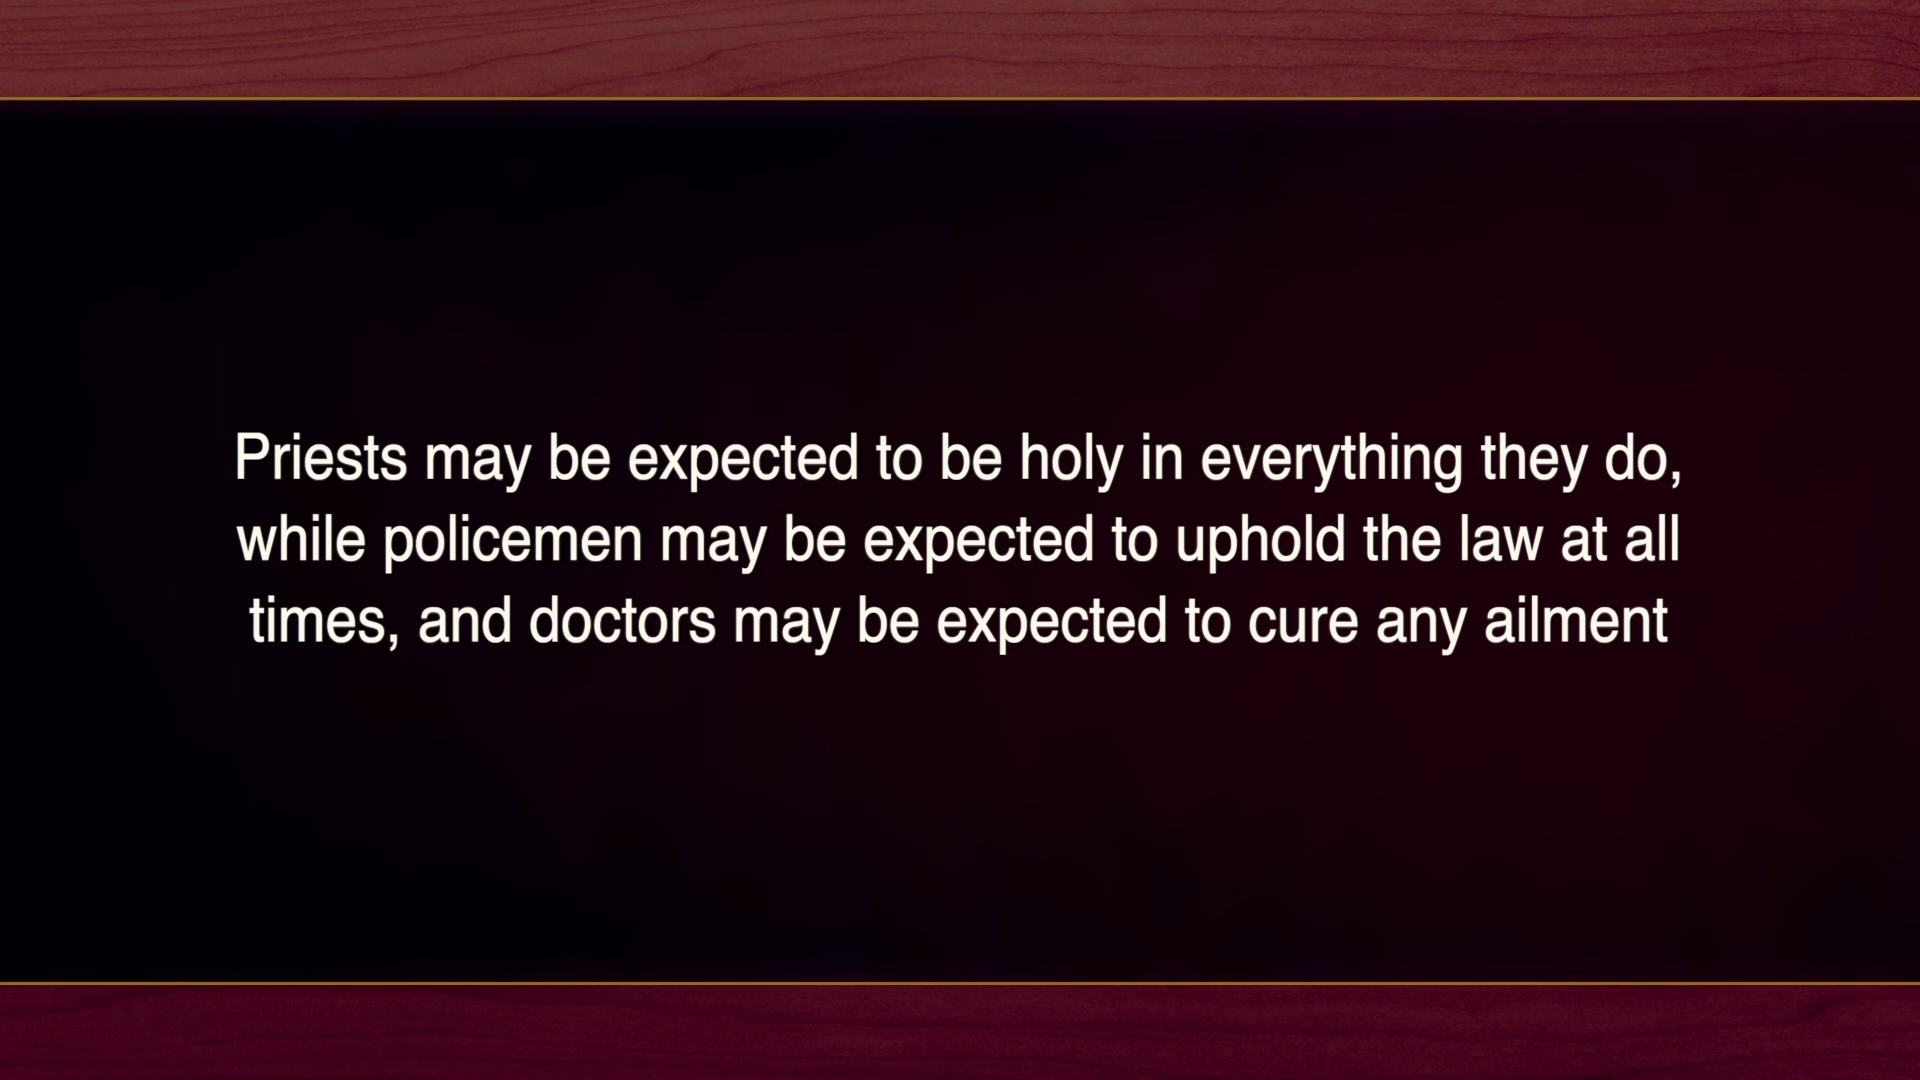 Priests may be expected to be holy in everything they do,
while policemen may be expected to uphold the law at all
times, and doctors may be expected to cure any ailment